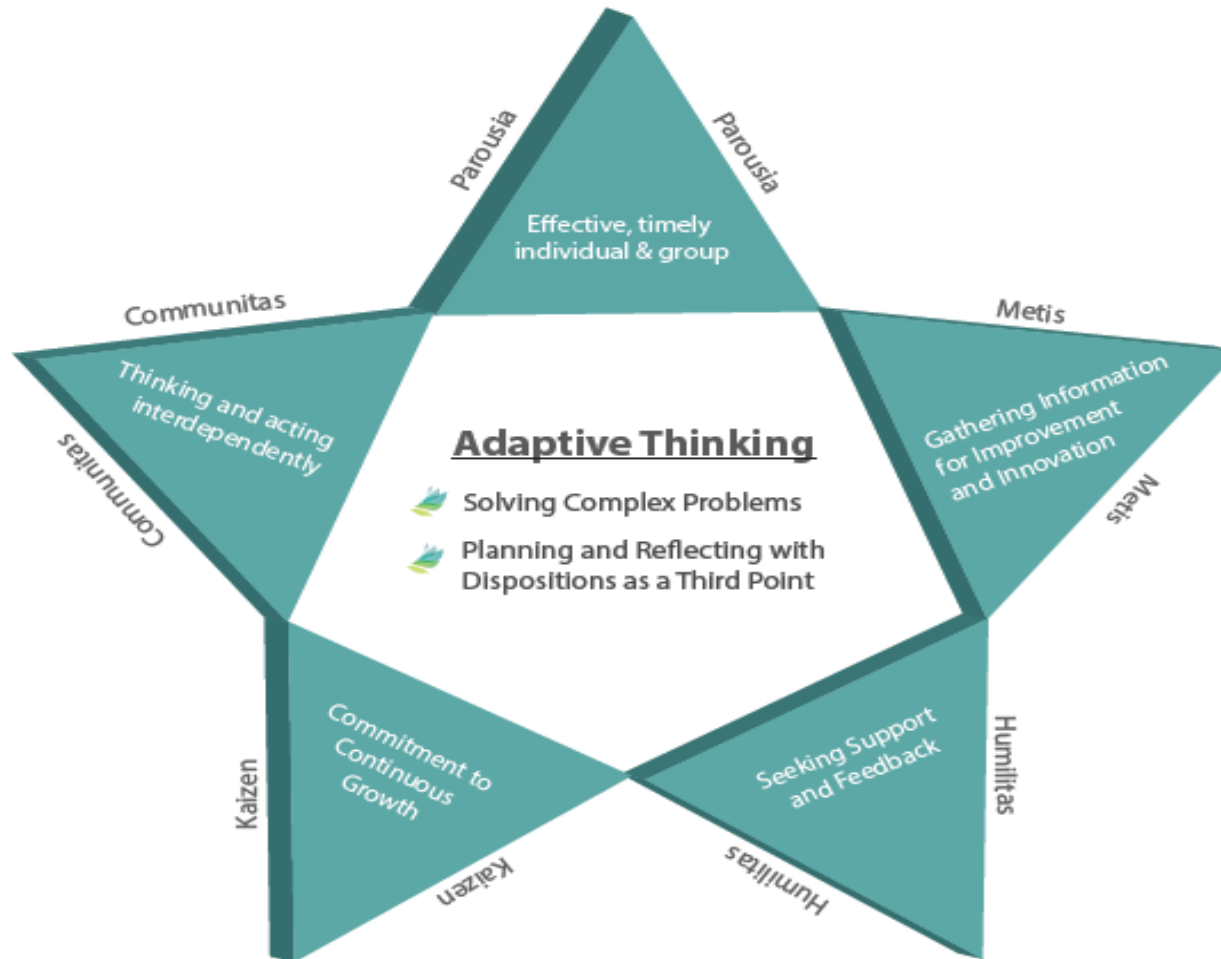 Parousia
Parousia
Effective, timely
individual & group
Communitas
Communitas
Thinking and acting
interdependently
Metis
Metis
Gathering Information
for Improvement
and Innovation
Adaptive Thinking
Solving Complex Problems
Planning and Reflecting with
Dispositions as a Third Point
Kaizen
Kaizen
Commitment to
Continuous
Growth
Seeking Support
and Feedback
Humilitas
Humilitas